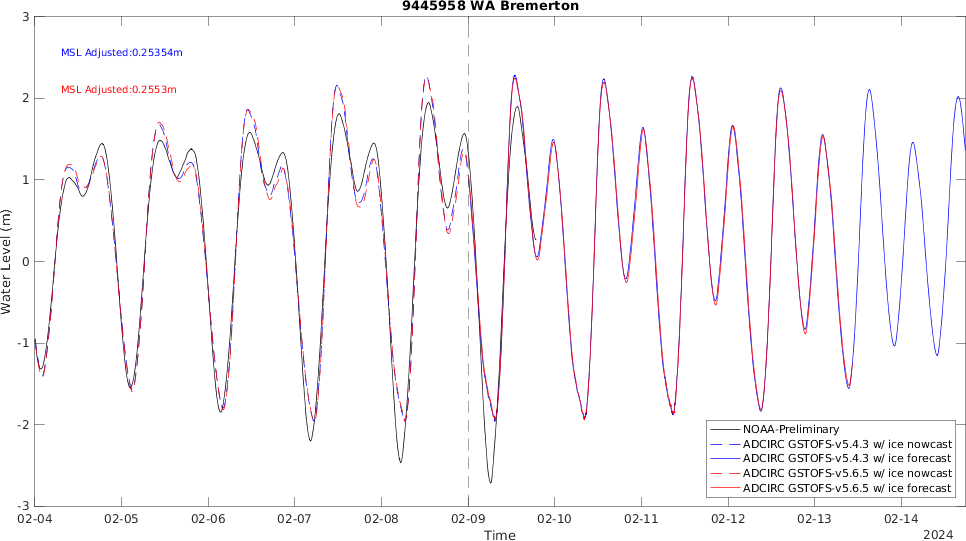 9445958 WA Bremerton
MSL Adjusted:0.25354m
MSL Adjusted:0.2553m
Water Level (m)
3
2
1
0
-1
-2
-3
NOAA-Preliminary
ADCIRC GSTOFS-v5.4.3 w/ ice nowcast
ADCIRC GSTOFS-v5.4.3 w/ ice forecast
ADCIRC GSTOFS-v5.6.5 w/ ice nowcast
ADCIRC GSTOFS-v5.6.5 w/ ice forecast
02-04 02-05 02-06 02-07 02-08 02-09 02-10 02-11 02-12 02-13 02-14
Time
2024